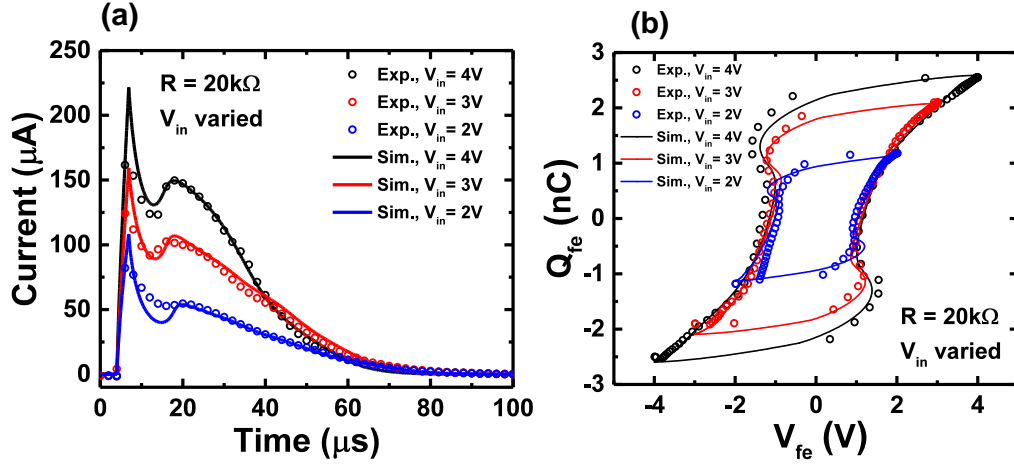 (a)
250
200
150
100
50
0
Current (μA)
0 20 40 60 80 100
Time (μs)
R = 20kΩ
V_in varied
Exp., V_in = 4V
Exp., V_in = 3V
Exp., V_in = 2V
Sim., V_in = 4V
Sim., V_in = 3V
Sim., V_in = 2V
(b)
3
2
1
0
-1
-2
-3
Q_fe (nC)
-4 -2 0 2 4
V_fe (V)
Exp., V_in = 4V
Exp., V_in = 3V
Exp., V_in = 2V
Sim., V_in = 4V
Sim., V_in = 3V
Sim., V_in = 2V
R = 20kΩ
V_in varied